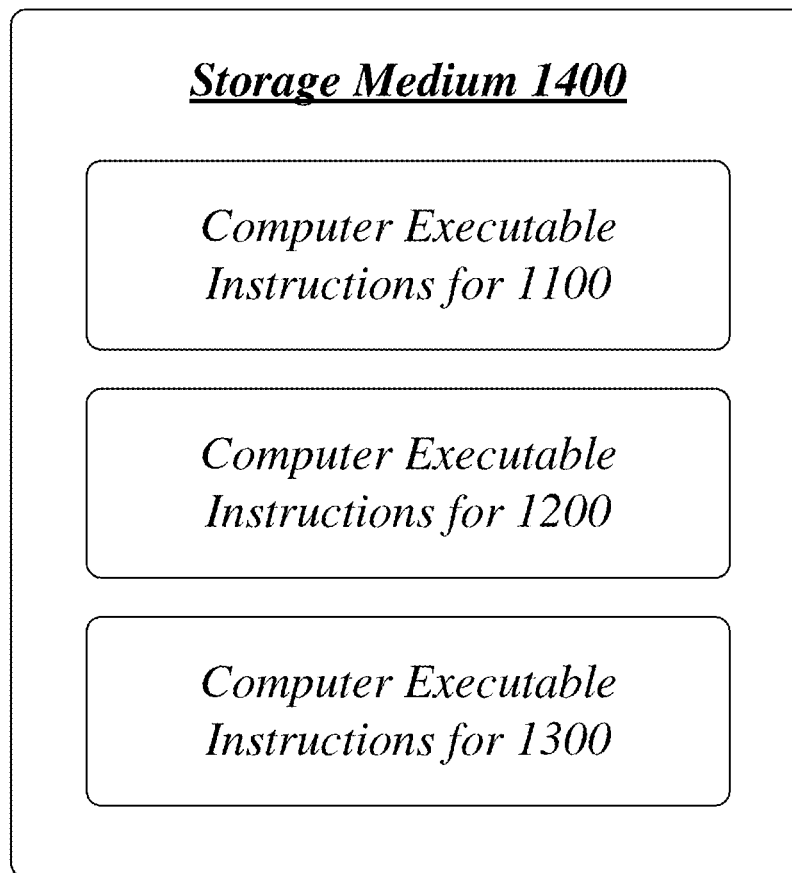 Storage Medium 1400
Computer Executable
Instructions for 1100
Computer Executable
Instructions for 1200
Computer Executable
Instructions for 1300